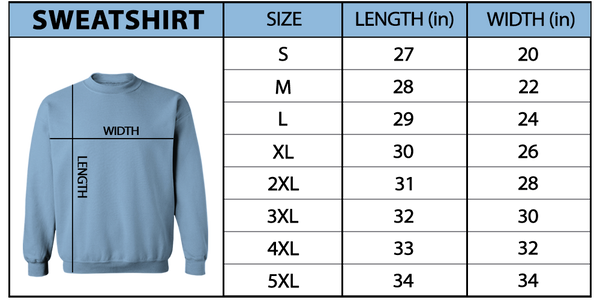 SWEATSHIRT SIZE LENGTH (in) WIDTH (in)
S 27 20
M 28 22
L 29 24
XL 30 26
2XL 31 28
3XL 32 30
4XL 33 32
5XL 34 34
WIDTH
LENGTH